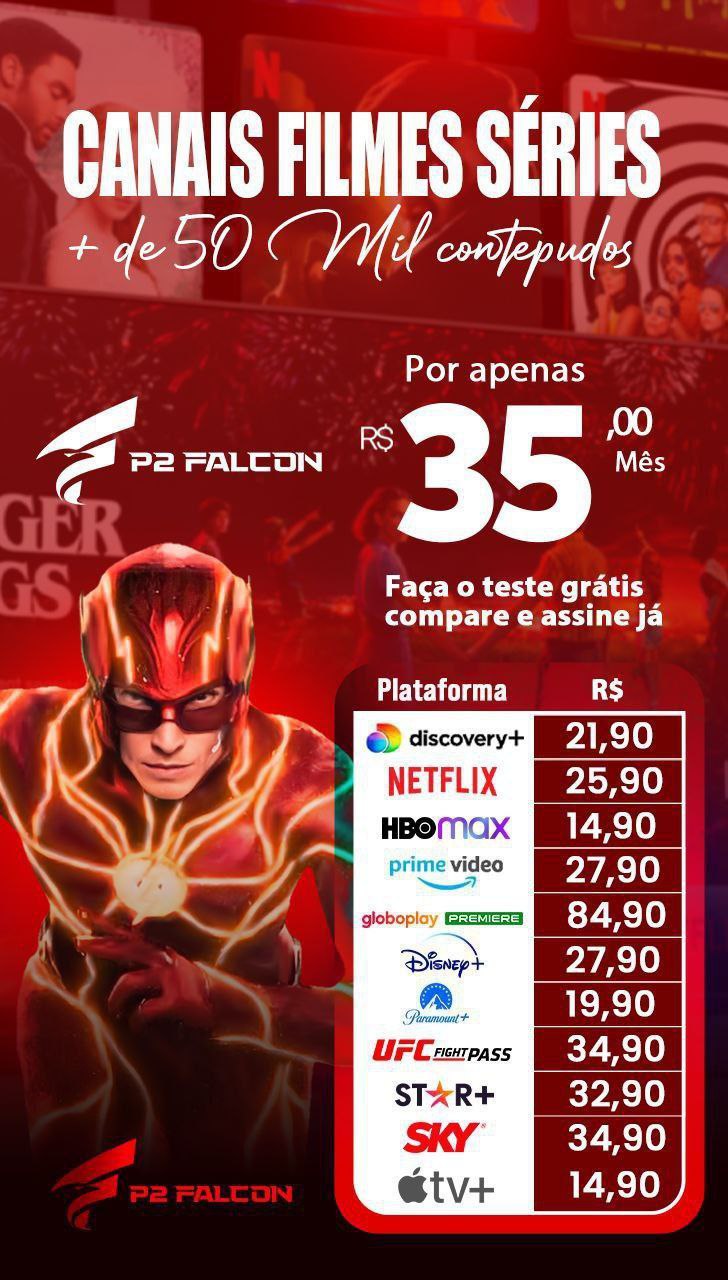 CANAIS FILMES SÉRIES
+ de 50 Mil contepudos
Por apenas
R$ 35,00
Mês
P2 FALCON
GER
GS
Faça o teste grátis
compare e assine já
Plataforma R$
discovery+ 21,90
NETFLIX 25,90
HBOmax 14,90
prime video 27,90
globoplay PREMIERE 84,90
Disney+ 27,90
Paramount+ 19,90
UFC FIGHT PASS 34,90
STAR+ 32,90
SKY 34,90
tv+ 14,90
P2 FALCON